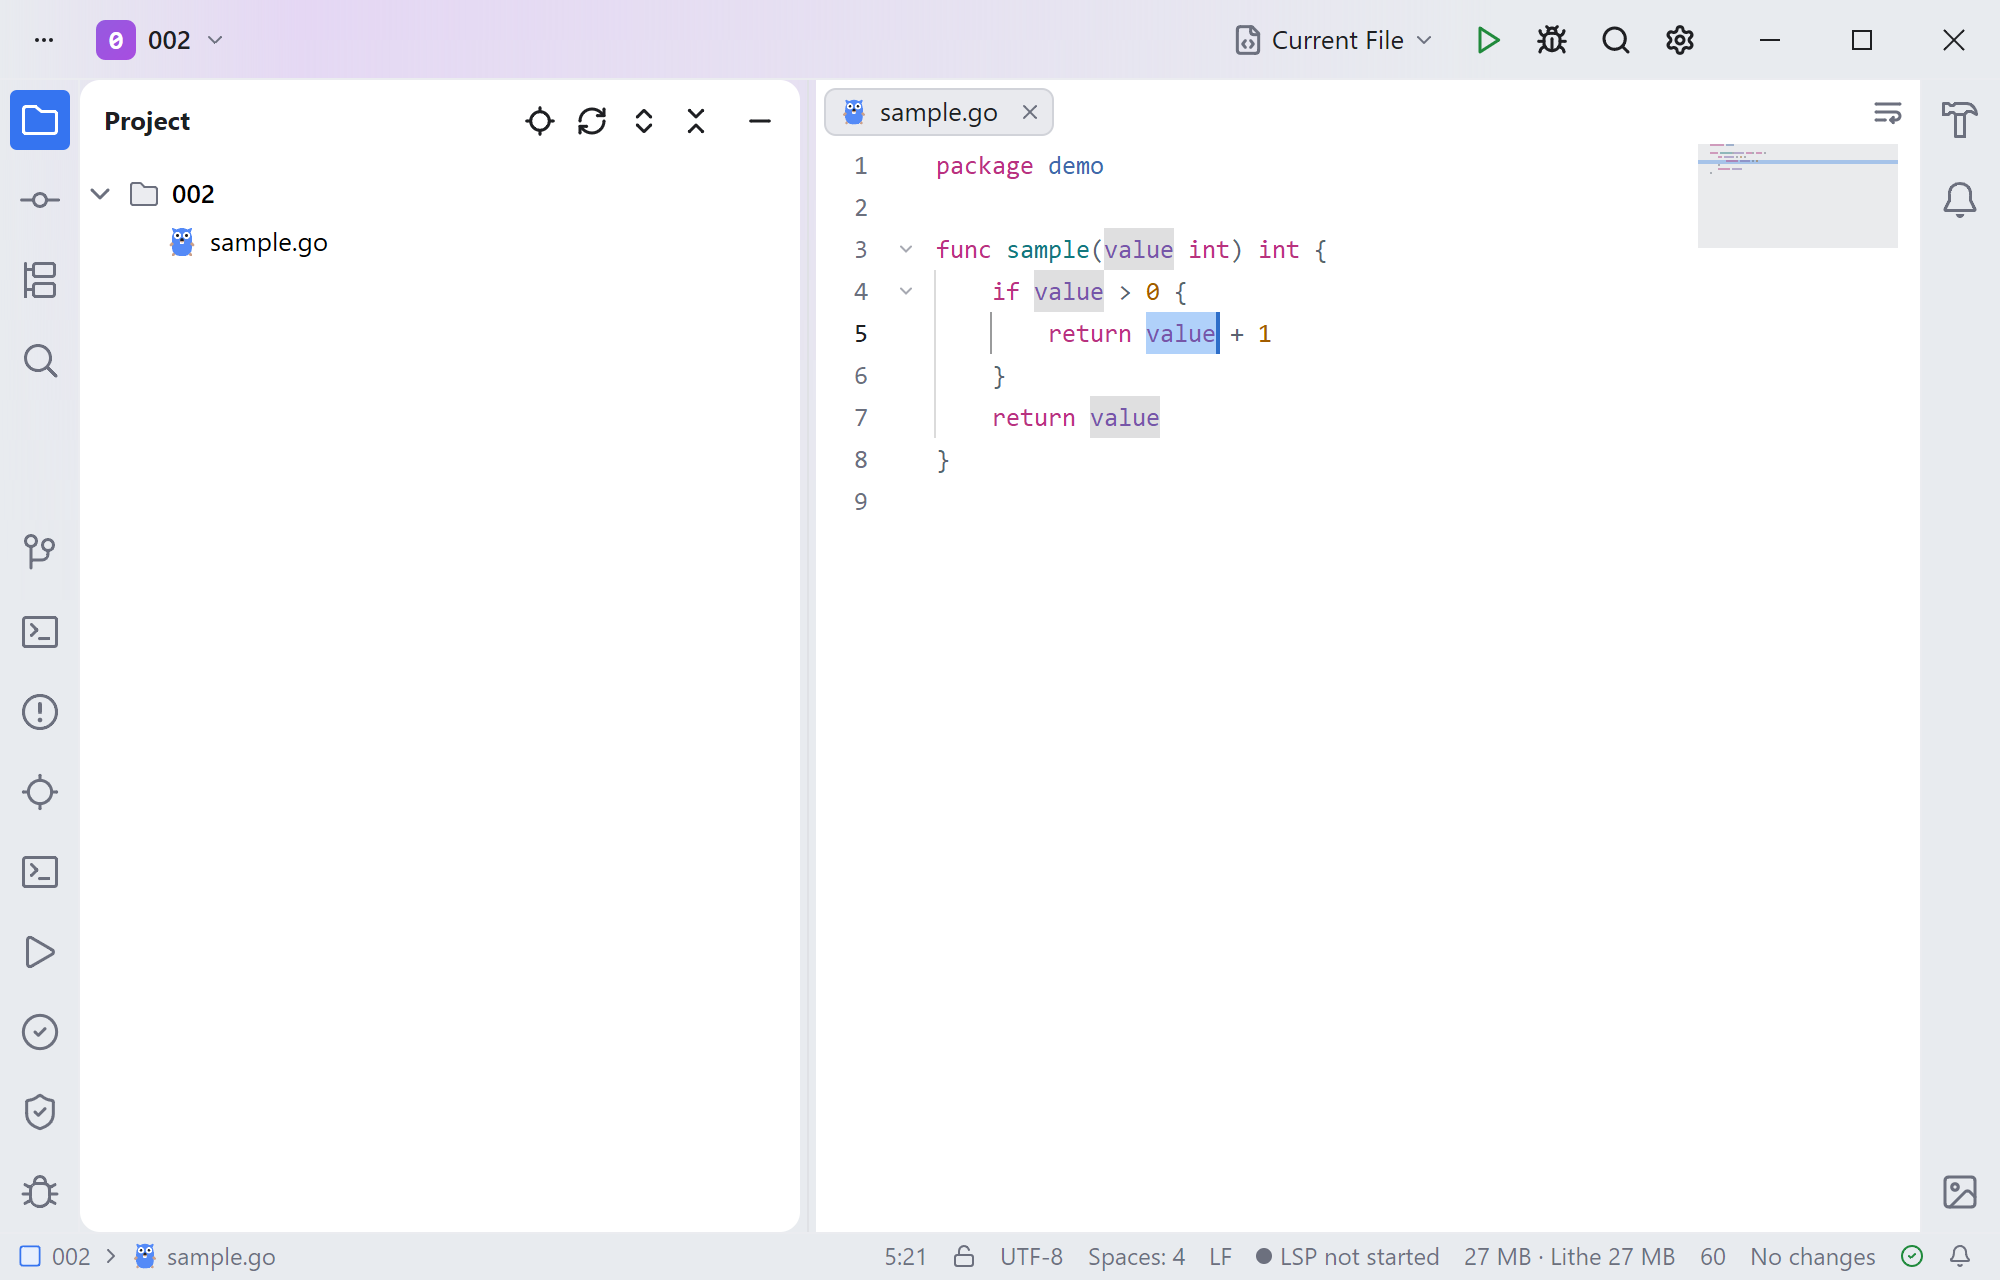 0 002 Current File
Project
002
sample.go
sample.go
1 package demo
2
3 func sample(value int) int {
4 if value > 0 {
5 return value + 1
6 }
7 return value
8 }
9
002 > sample.go 5:21 UTF-8 Spaces: 4 LF LSP not started 27 MB · Lithe 27 MB 60 No changes